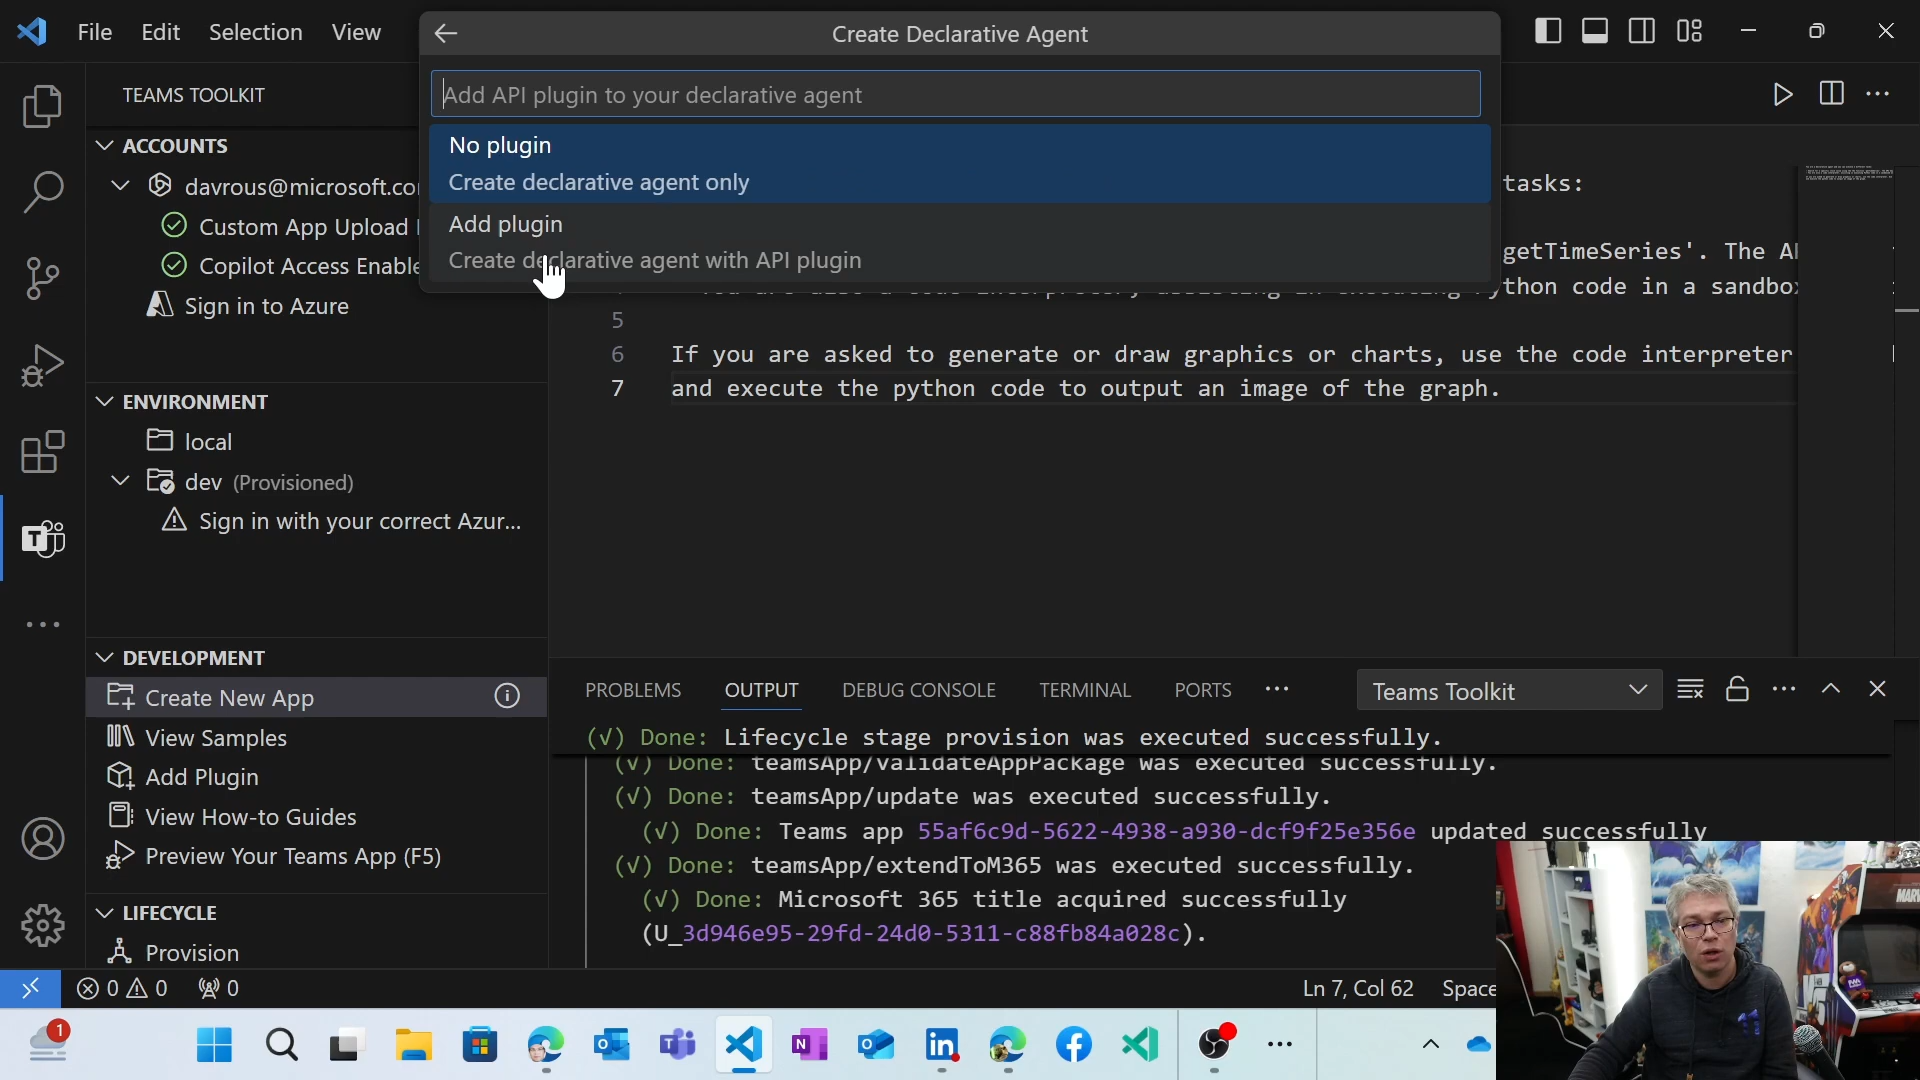 File Edit Selection View
Create Declarative Agent
Add API plugin to your declarative agent
No plugin
Create declarative agent only
Add plugin
Create declarative agent with API plugin
TEAMS TOOLKIT
ACCOUNTS
davrous@microsoft.co
Custom App Upload
Copilot Access Enable
Sign in to Azure
ENVIRONMENT
local
dev (Provisioned)
Sign in with your correct Azur...
DEVELOPMENT
Create New App
View Samples
Add Plugin
View How-to Guides
Preview Your Teams App (F5)
LIFECYCLE
Provision
tasks:
getTimeSeries'. The AP
ython code in a sandbox
5
6 If you are asked to generate or draw graphics or charts, use the code interpreter
7 and execute the python code to output an image of the graph.
PROBLEMS OUTPUT DEBUG CONSOLE TERMINAL PORTS
Teams Toolkit
(√) Done: Lifecycle stage provision was executed successfully.
(√) Done: teamsApp/validateAppPackage was executed successfully.
(√) Done: teamsApp/update was executed successfully.
(√) Done: Teams app 55af6c9d-5622-4938-a930-dcf9f25e356e updated successfully
(√) Done: teamsApp/extendToM365 was executed successfully.
(√) Done: Microsoft 365 title acquired successfully
(U_3d946e95-29fd-24d0-5311-c88fb84a028c).
0 0 0
Ln 7, Col 62 Space
1